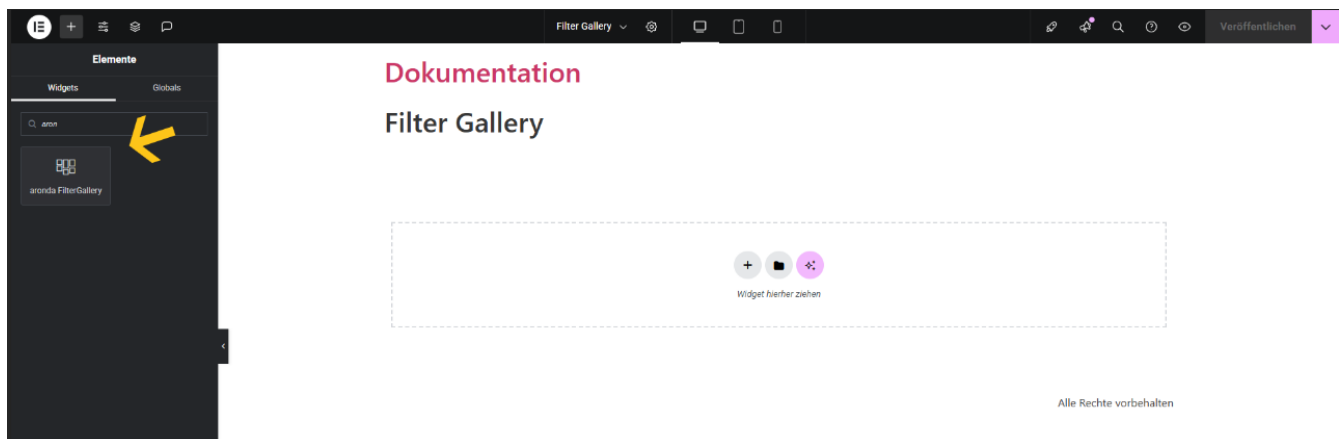 Filter Gallery
Veröffentlichen
Elemente
Widgets
Globals
aron
aronda FilterGallery
Dokumentation
Filter Gallery
Widget hierher ziehen
Alle Rechte vorbehalten